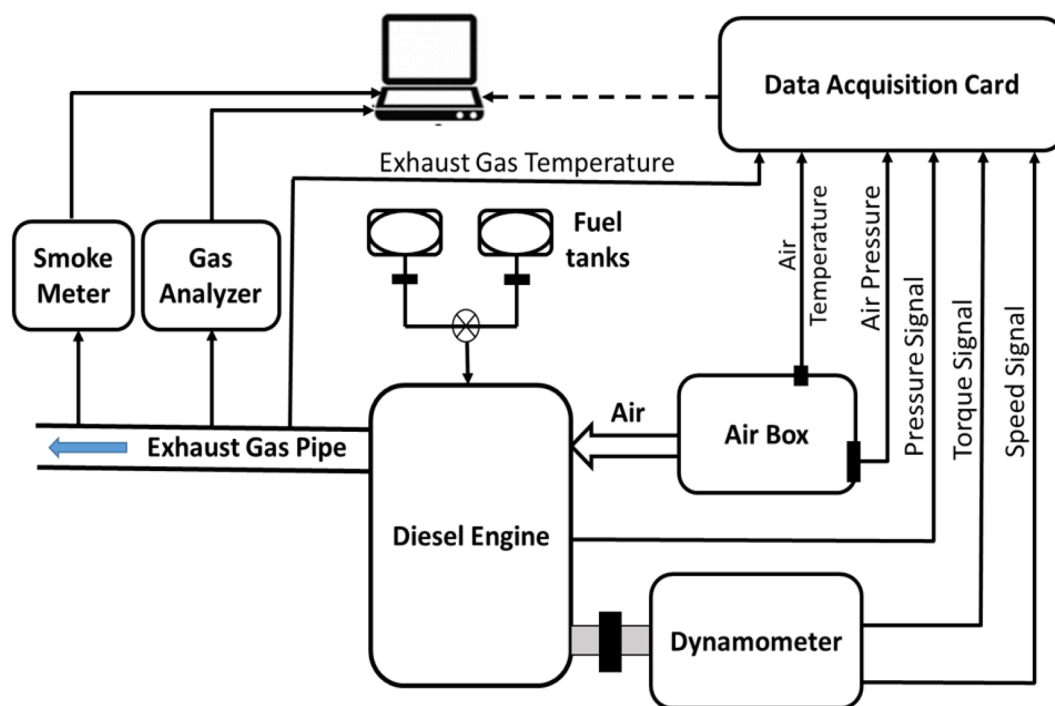 Data Acquisition Card
Exhaust Gas Temperature
Smoke
Meter
Gas
Analyzer
Fuel
tanks
Air
Temperature
Air Pressure
Pressure Signal
Torque Signal
Speed Signal
Air
Air Box
Exhaust Gas Pipe
Diesel Engine
Dynamometer